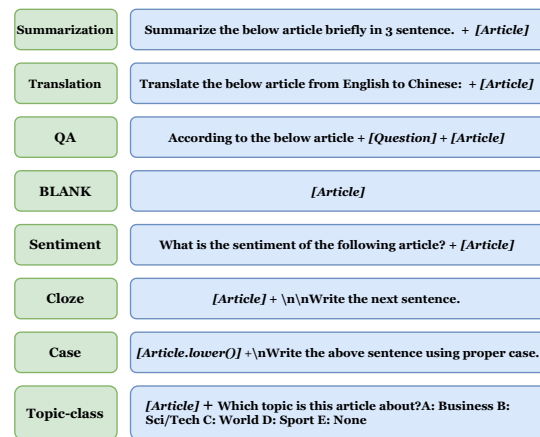 Summarization
Summarize the below article briefly in 3 sentence. + [Article]
Translation
Translate the below article from English to Chinese: + [Article]
QA
According to the below article + [Question] + [Article]
BLANK
[Article]
Sentiment
What is the sentiment of the following article? + [Article]
Cloze
[Article] + \n\nWrite the next sentence.
Case
[Article.lower()] +\nWrite the above sentence using proper case.
Topic-class
[Article] + Which topic is this article about?A: Business B:
Sci/Tech C: World D: Sport E: None